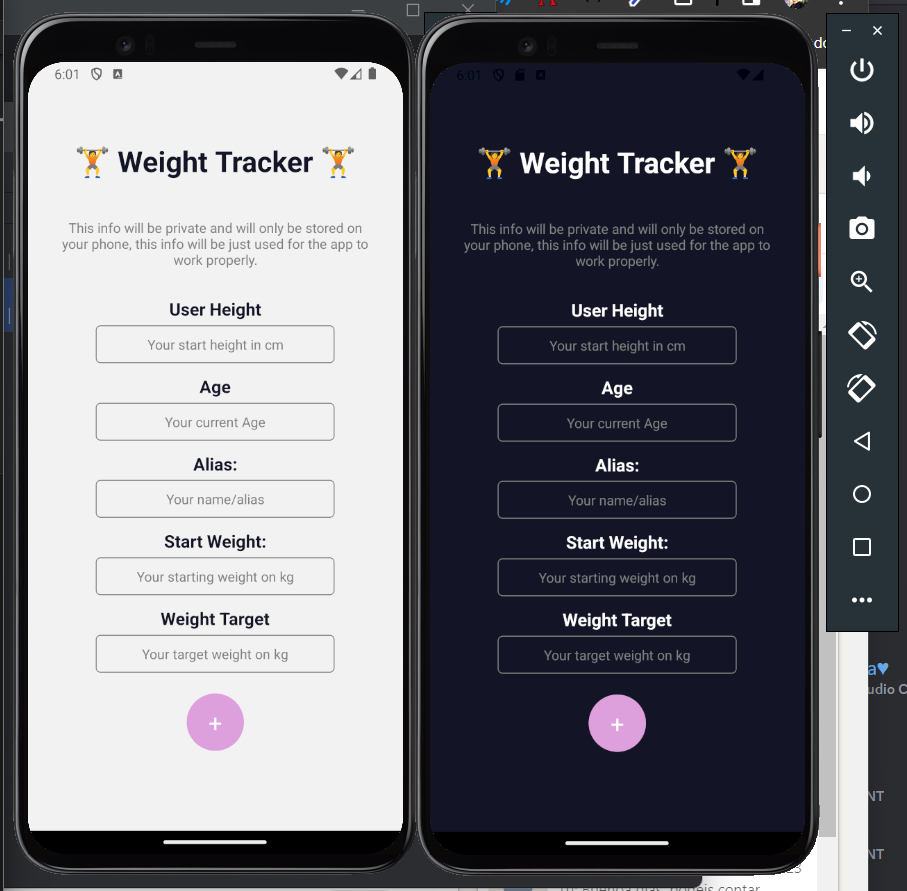 6:01
Weight Tracker
This info will be private and will only be stored on
your phone, this info will be just used for the app to
work properly.
User Height
Your start height in cm
Age
Your current Age
Alias:
Your name/alias
Start Weight:
Your starting weight on kg
Weight Target
Your target weight on kg
+
6:01
Weight Tracker
This info will be private and will only be stored on
your phone, this info will be just used for the app to
work properly.
User Height
Your start height in cm
Age
Your current Age
Alias:
Your name/alias
Start Weight:
Your starting weight on kg
Weight Target
Your target weight on kg
+
do
a♥
udio C
NT
NT